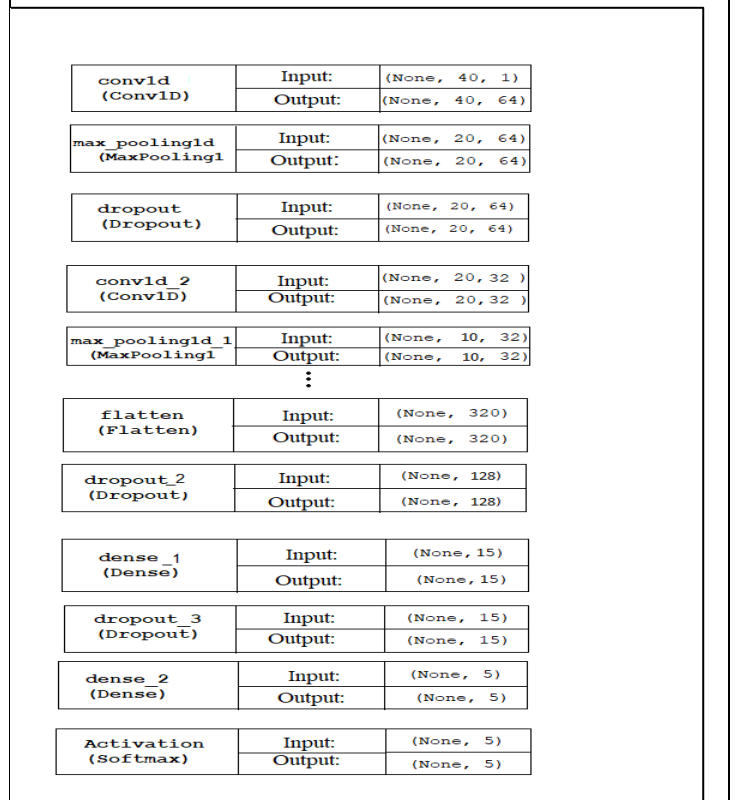 conv1d Input: (None, 40, 1)
(Conv1D) Output: (None, 40, 64)
max_pooling1d Input: (None, 20, 64)
(MaxPooling1 Output: (None, 20, 64)
dropout Input: (None, 20, 64)
(Dropout) Output: (None, 20, 64)
conv1d_2 Input: (None, 20,32 )
(Conv1D) Output: (None, 20,32 )
max_pooling1d_1 Input: (None, 10, 32)
(MaxPooling1 Output: (None, 10, 32)
⋮
flatten Input: (None, 320)
(Flatten) Output: (None, 320)
dropout_2 Input: (None, 128)
(Dropout) Output: (None, 128)
dense_1 Input: (None,15)
(Dense) Output: (None,15)
dropout_3 Input: (None, 15)
(Dropout) Output: (None, 15)
dense_2 Input: (None, 5)
(Dense) Output: (None, 5)
Activation Input: (None, 5)
(Softmax) Output: (None, 5)